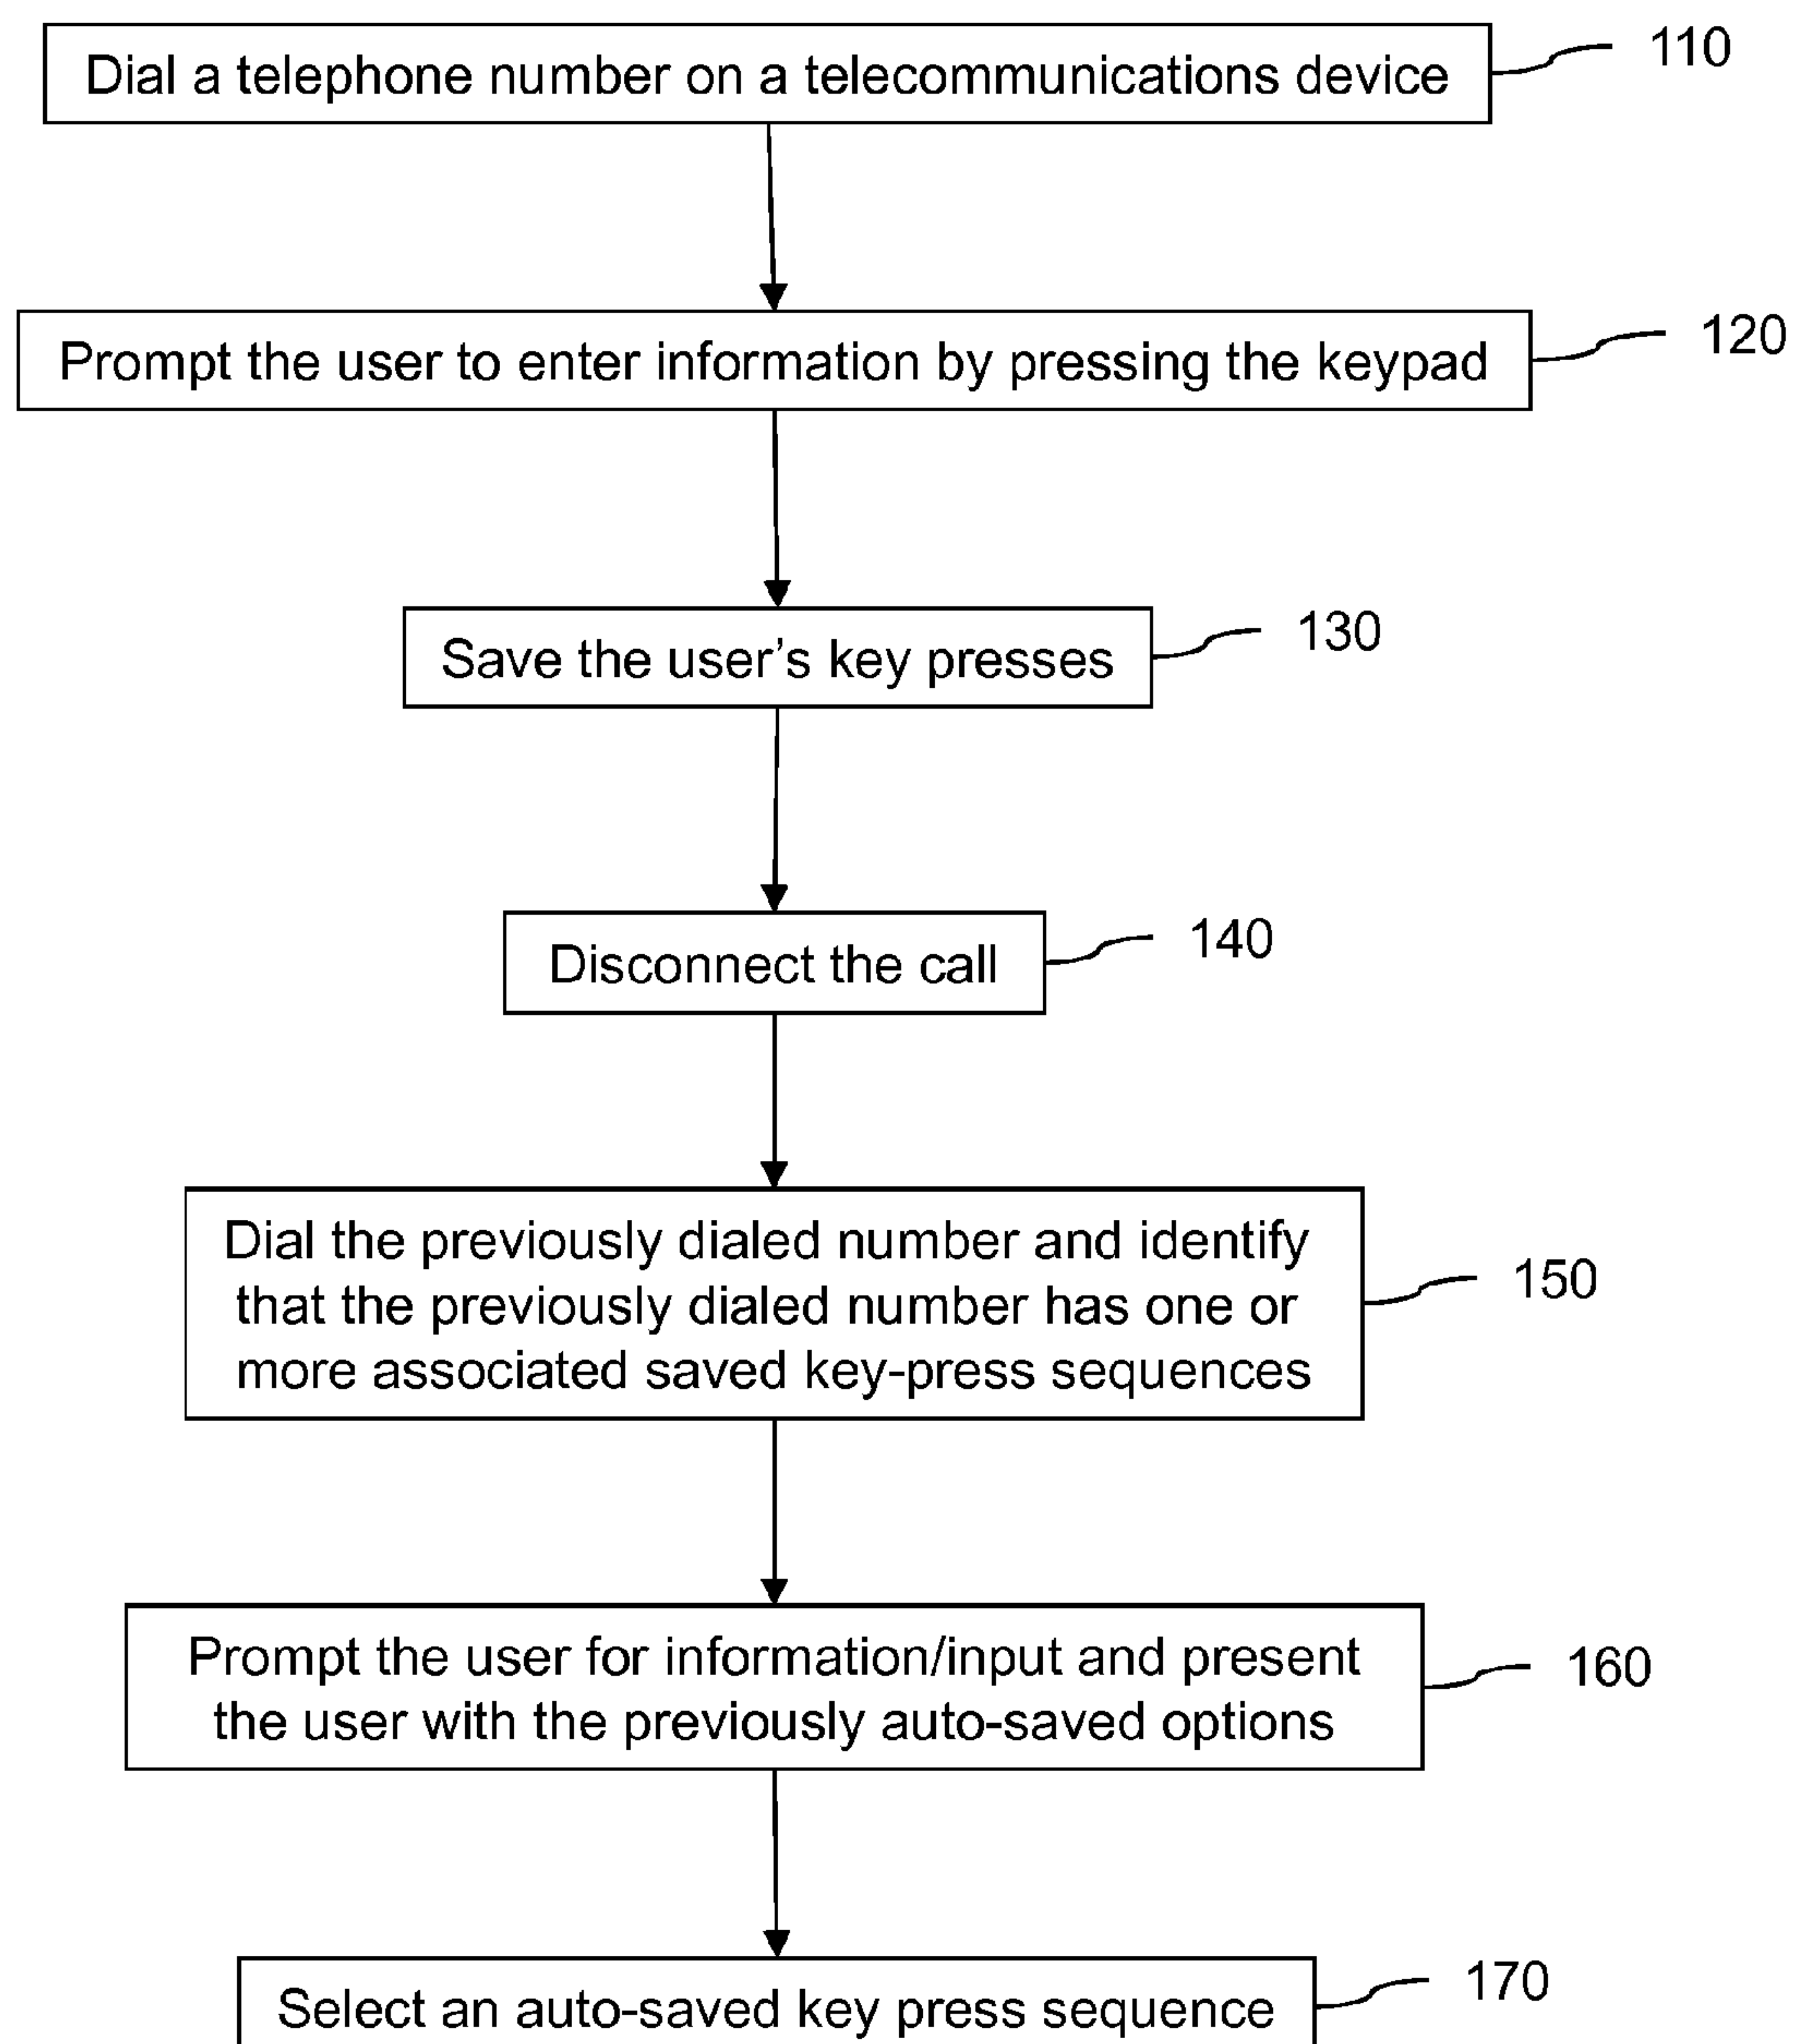 Dial a telephone number on a telecommunications device
110
Prompt the user to enter information by pressing the keypad
120
Save the user's key presses
130
Disconnect the call
140
Dial the previously dialed number and identify
that the previously dialed number has one or
more associated saved key-press sequences
150
Prompt the user for information/input and present
the user with the previously auto-saved options
160
Select an auto-saved key press sequence
170